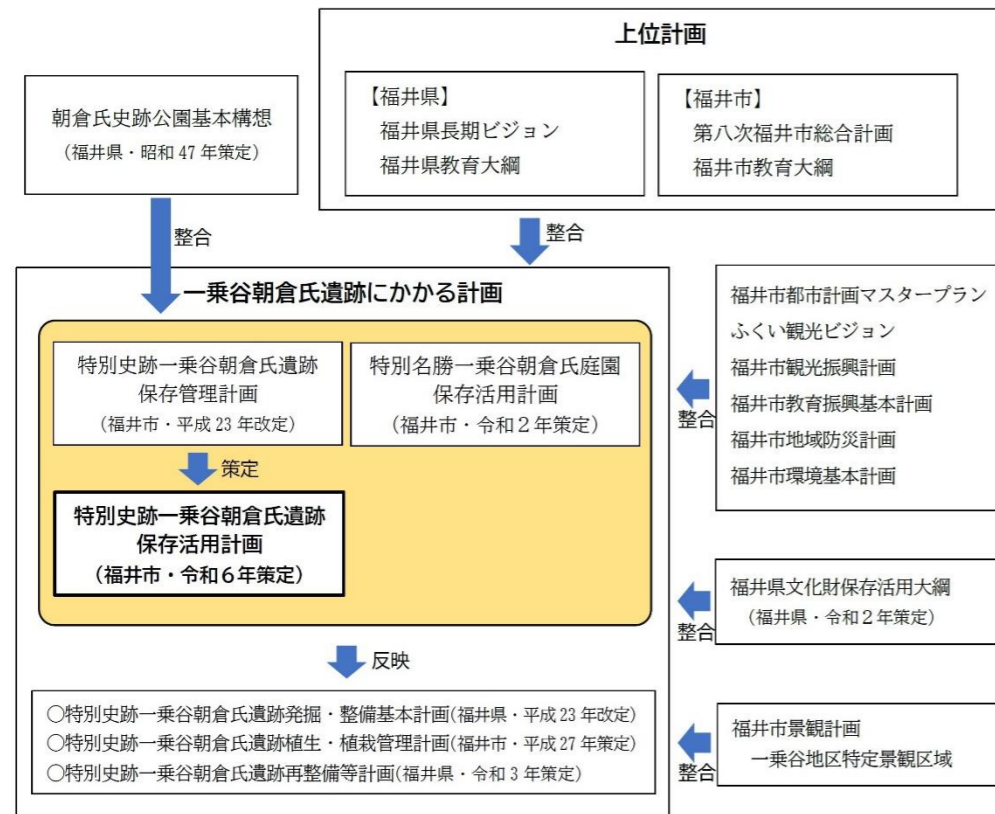 上位計画
朝倉氏史跡公園基本構想
（福井県・昭和 47 年策定）
【福井県】
福井県長期ビジョン
福井県教育大綱
【福井市】
第八次福井市総合計画
福井市教育大綱
整合
整合
一乗谷朝倉氏遺跡にかかる計画
特別史跡一乗谷朝倉氏遺跡
保存管理計画
（福井市・平成 23 年改定）
特別名勝一乗谷朝倉氏庭園
保存活用計画
（福井市・令和２年策定）
策定
特別史跡一乗谷朝倉氏遺跡
保存活用計画
（福井市・令和６年策定）
福井市都市計画マスタープラン
ふくい観光ビジョン
福井市観光振興計画
福井市教育振興基本計画
福井市地域防災計画
福井市環境基本計画
整合
福井県文化財保存活用大綱
（福井県・令和２年策定）
整合
反映
○特別史跡一乗谷朝倉氏遺跡発掘・整備基本計画(福井県・平成 23 年改定)
○特別史跡一乗谷朝倉氏遺跡植生・植栽管理計画(福井市・平成 27 年策定)
○特別史跡一乗谷朝倉氏遺跡再整備等計画(福井県・令和 3 年策定)
福井市景観計画
一乗谷地区特定景観区域
整合